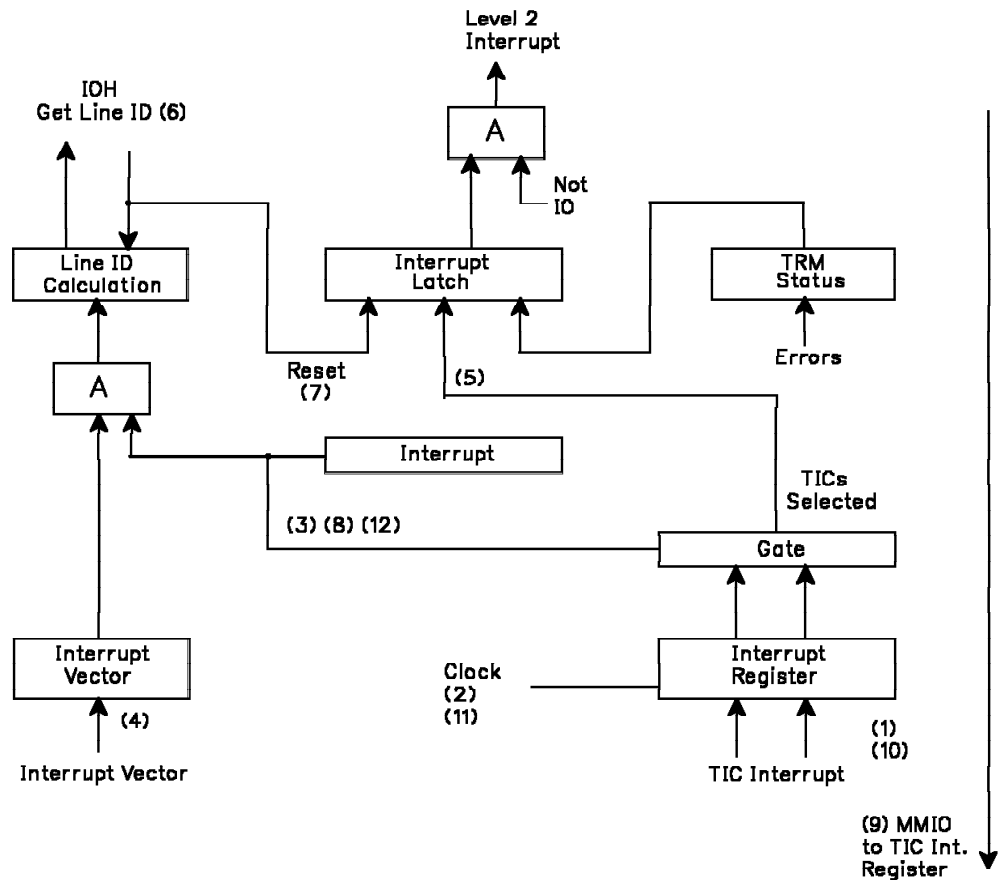 Level 2
Interrupt
IOH
Get Line ID (6)
A
Not
IO
Line ID
Calculation
Interrupt
Latch
TRM
Status
Errors
Reset
(7)
(5)
A
Interrupt
TICs
Selected
(3) (8) (12)
Gate
Interrupt
Vector
Interrupt
Register
Clock
(2)
(11)
(4)
(1)
(10)
Interrupt Vector
TIC Interrupt
(9) MMIO
to TIC Int.
Register